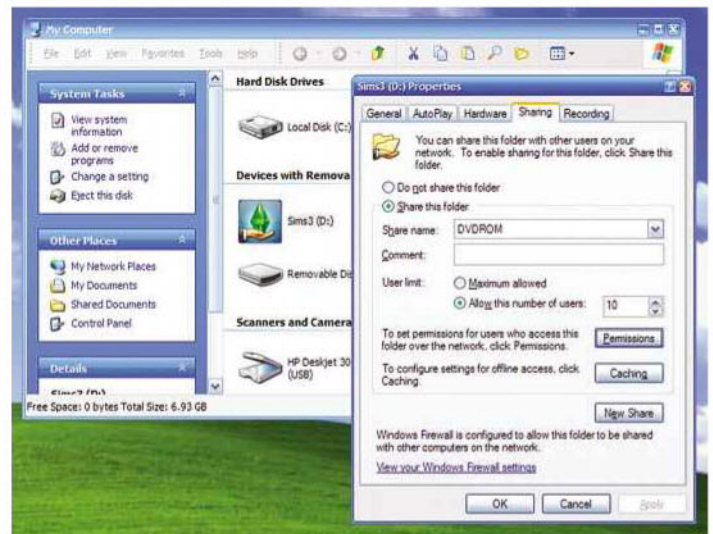 My Computer
File Edit View Favorites Tools Help
System Tasks
View system
information
Add or remove
programs
Change a setting
Eject this disk
Other Places
My Network Places
My Documents
Shared Documents
Control Panel
Details
Sims3 (D:)
Hard Disk Drives
Local Disk (C:)
Devices with Remova
Sims3 (D:)
Removable Dis
Scanners and Camera
HP Deskjet 30
(USB)
Free Space: 0 bytes Total Size: 6.93 GB
Sims3 (D:) Properties
General AutoPlay Hardware Sharing Recording
You can share this folder with other users on your
network. To enable sharing for this folder, click Share this
folder.
Do not share this folder
Share this folder
Share name: DVDROM
Comment:
User limit: Maximum allowed
Allow this number of users: 10
To set permissions for users who access this
folder over the network, click Permissions.
Permissions
To configure settings for offline access, click
Caching.
Caching
New Share
Windows Firewall is configured to allow this folder to be shared
with other computers on the network.
View your Windows Firewall settings
OK Cancel Apply